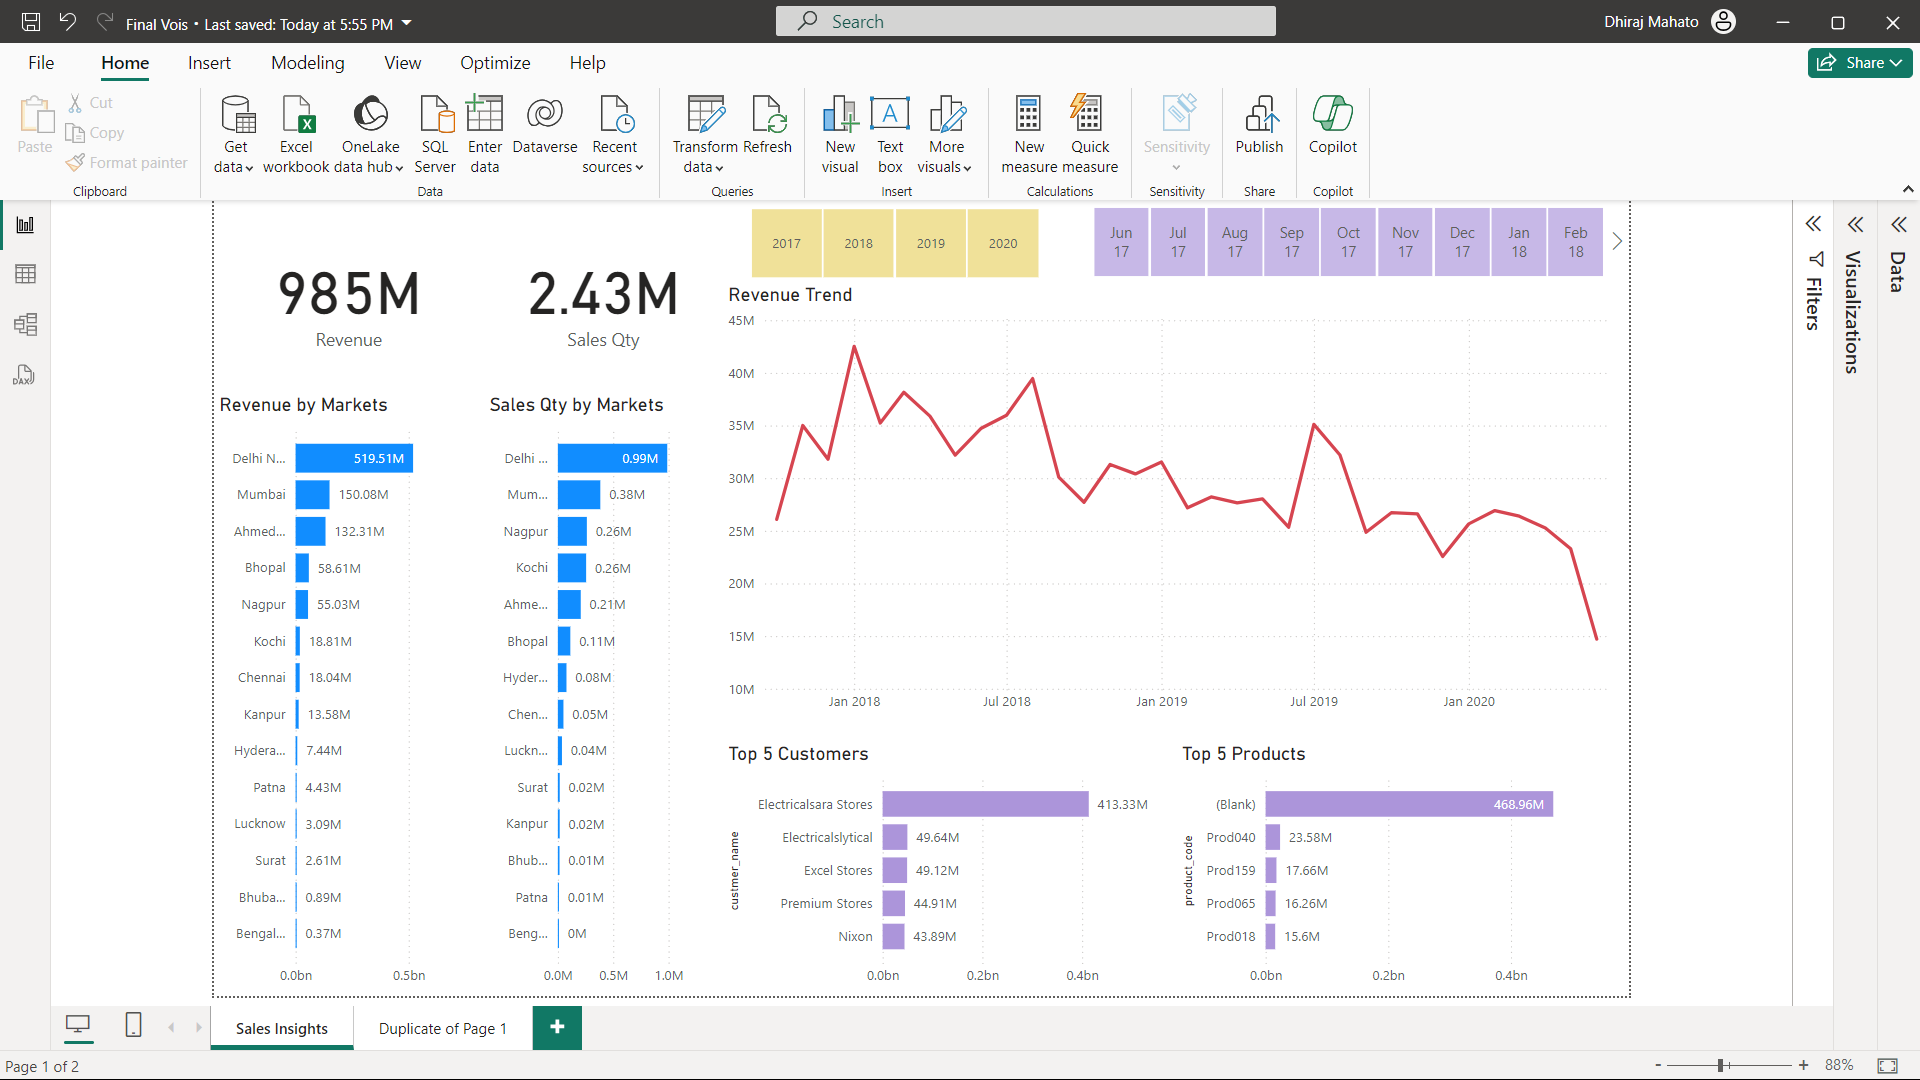 Final Vois • Last saved: Today at 5:55 PM
Search
Dhiraj Mahato
File Home Insert Modeling View Optimize Help
Share
Paste
Cut
Copy
Format painter
Clipboard
Get data
Excel workbook
OneLake data hub
SQL Server
Enter data
Dataverse
Recent sources
Data
Transform data
Refresh
Queries
New visual
Text box
A
More visuals
Insert
New measure
Quick measure
Calculations
Sensitivity
Sensitivity
Publish
Share
Copilot
Copilot
DAX
2017 2018 2019 2020
Jun 17
Jul 17
Aug 17
Sep 17
Oct 17
Nov 17
Dec 17
Jan 18
Feb 18
Filters
Visualizations
Data
985M
Revenue
2.43M
Sales Qty
Revenue by Markets
Delhi N... 519.51M
Mumbai 150.08M
Ahmed... 132.31M
Bhopal 58.61M
Nagpur 55.03M
Kochi 18.81M
Chennai 18.04M
Kanpur 13.58M
Hydera... 7.44M
Patna 4.43M
Lucknow 3.09M
Surat 2.61M
Bhuba... 0.89M
Bengal... 0.37M
0.0bn 0.5bn
Sales Qty by Markets
Delhi ... 0.99M
Mum... 0.38M
Nagpur 0.26M
Kochi 0.26M
Ahme... 0.21M
Bhopal 0.11M
Hyder... 0.08M
Chen... 0.05M
Luckn... 0.04M
Surat 0.02M
Kanpur 0.02M
Bhub... 0.01M
Patna 0.01M
Beng... 0M
0.0M 0.5M 1.0M
Revenue Trend
45M
40M
35M
30M
25M
20M
15M
10M
Jan 2018 Jul 2018 Jan 2019 Jul 2019 Jan 2020
Top 5 Customers
custmer_name
Electricalsara Stores 413.33M
Electricalslytical 49.64M
Excel Stores 49.12M
Premium Stores 44.91M
Nixon 43.89M
0.0bn 0.2bn 0.4bn
Top 5 Products
product_code
(Blank) 468.96M
Prod040 23.58M
Prod159 17.66M
Prod065 16.26M
Prod018 15.6M
0.0bn 0.2bn 0.4bn
Sales Insights
Duplicate of Page 1
+
Page 1 of 2
- + 88%